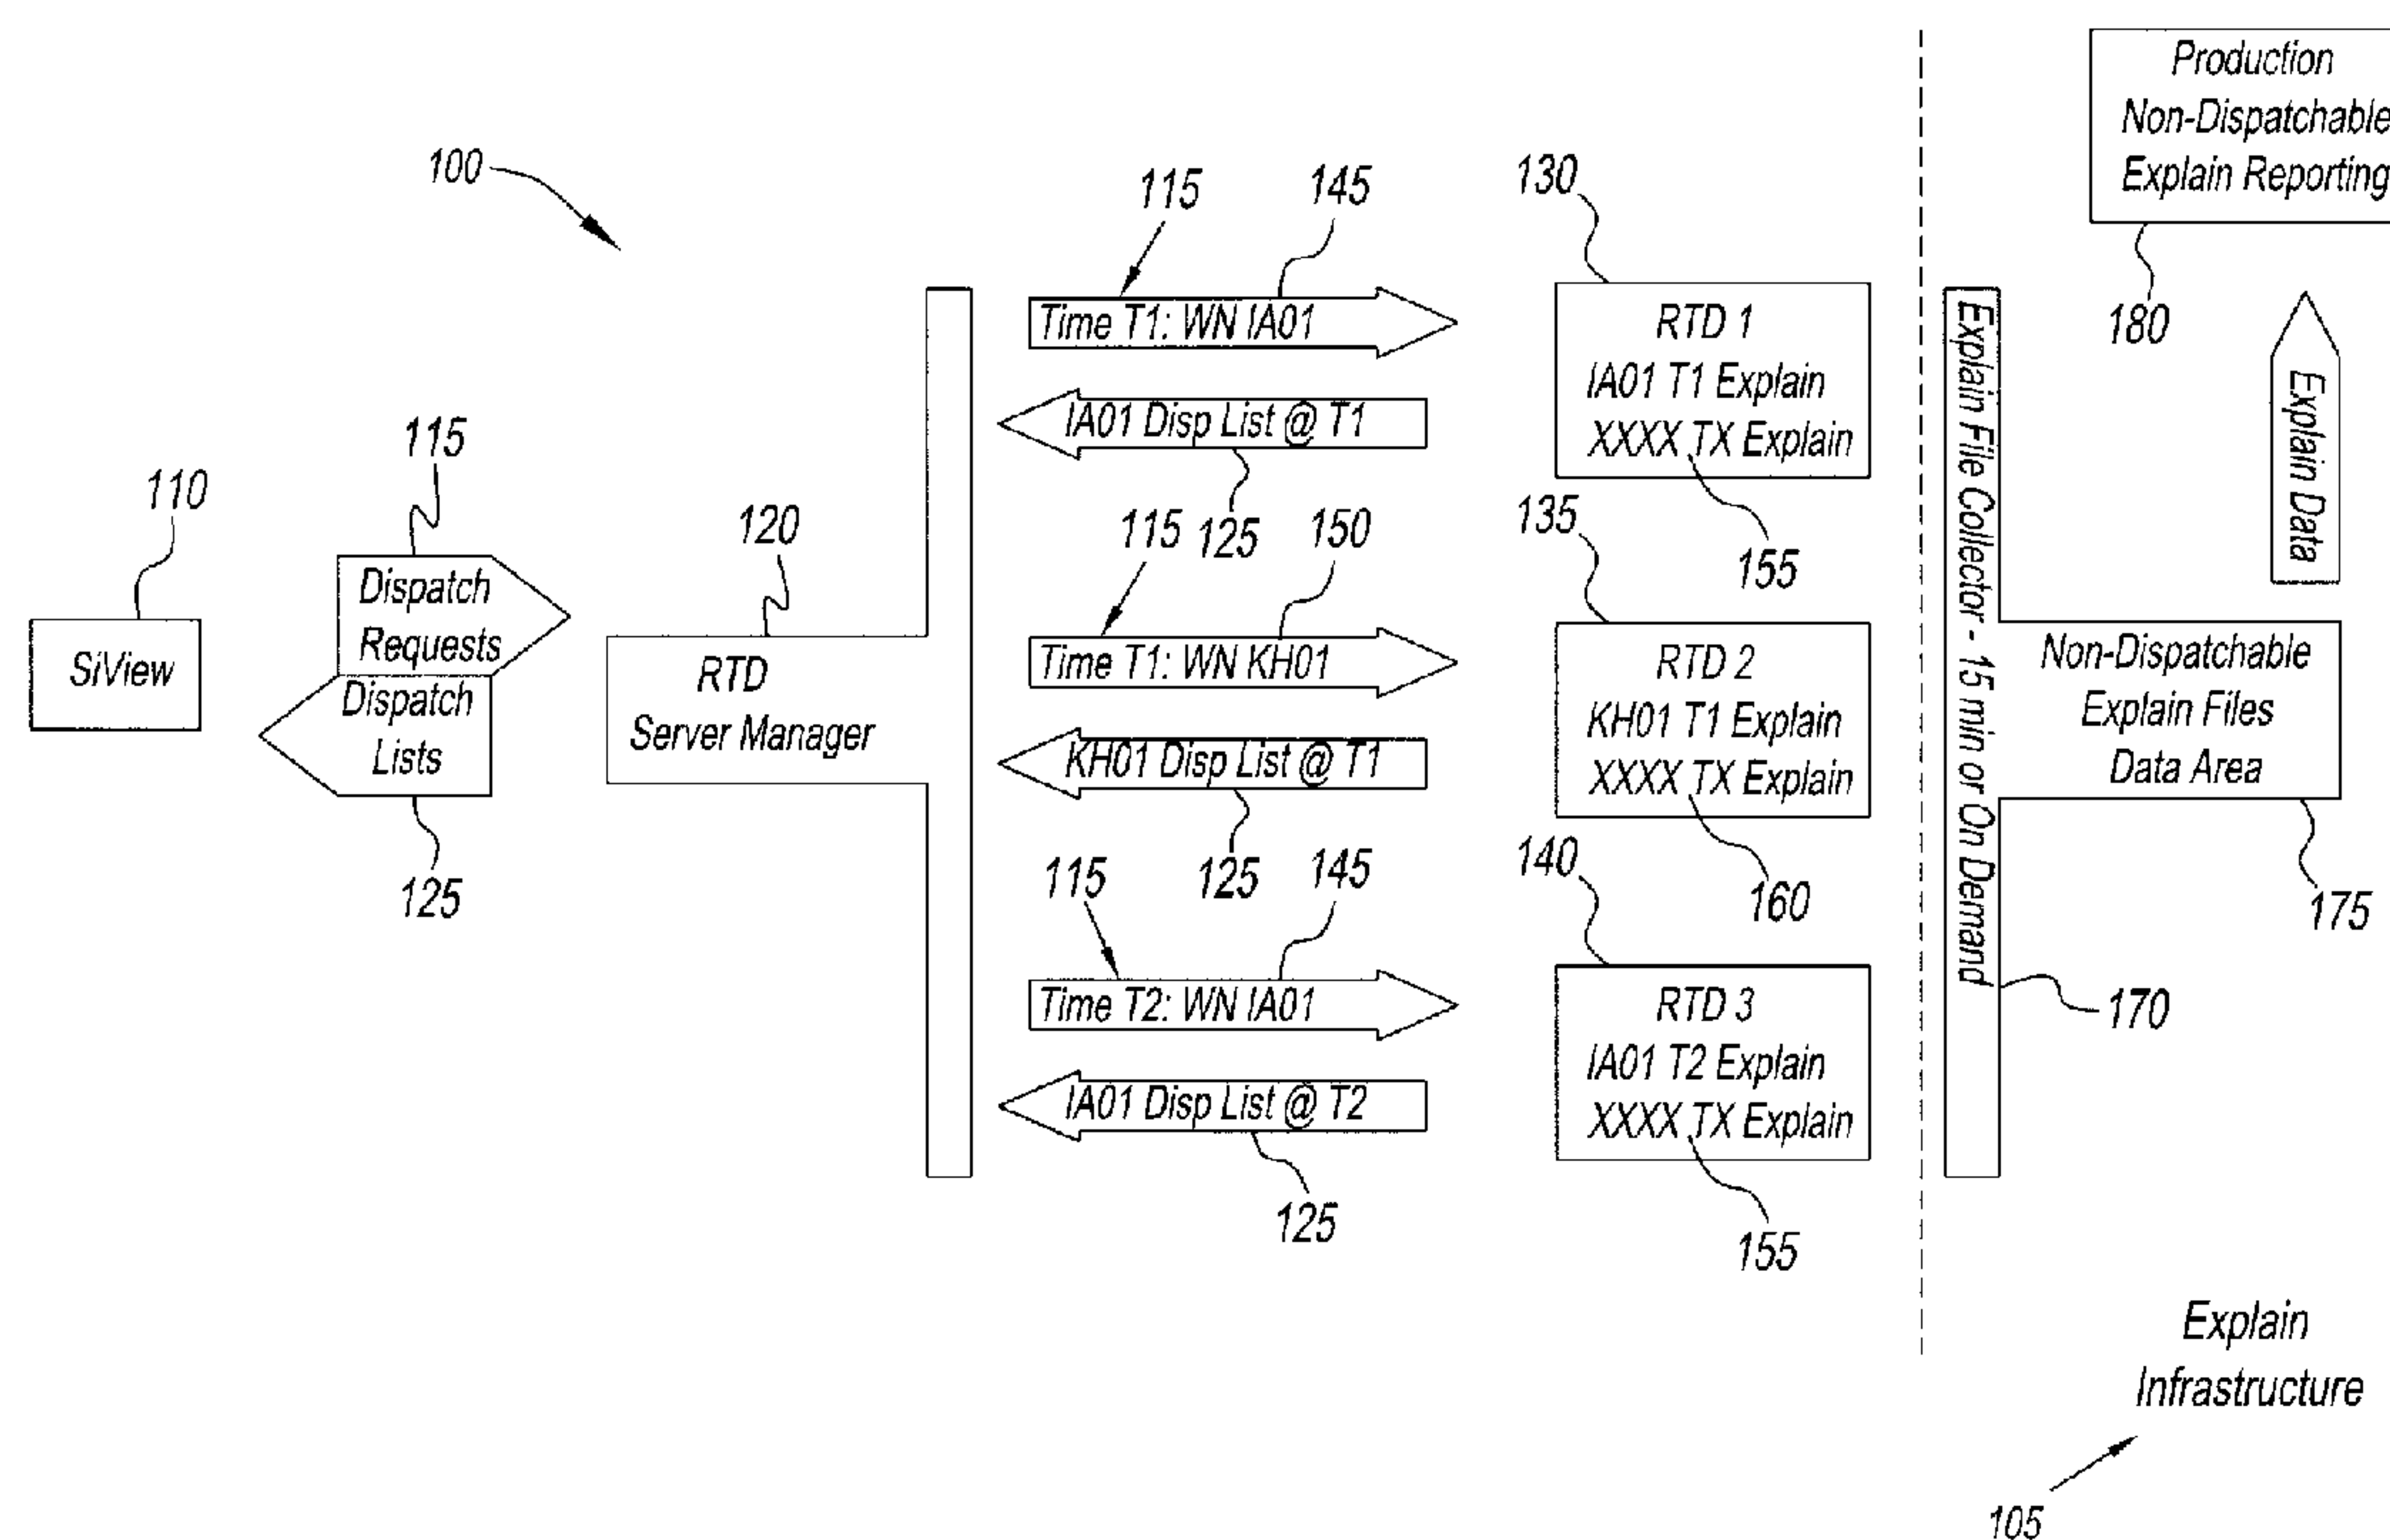 100
110
SiView
115
Dispatch
Requests
Dispatch
Lists
125
120
RTD
Server Manager
115
145
Time T1: WN IA01
IA01 Disp List @ T1
125
115
150
Time T1: WN KH01
KH01 Disp List @ T1
125
115
145
Time T2: WN IA01
IA01 Disp List @ T2
125
130
RTD 1
IA01 T1 Explain
XXXX TX Explain
155
135
RTD 2
KH01 T1 Explain
XXXX TX Explain
160
140
RTD 3
IA01 T2 Explain
XXXX TX Explain
155
Explain File Collector - 15 min or On Demand
170
Production
Non-Dispatchable
Explain Reporting
180
Explain Data
Non-Dispatchable
Explain Files
Data Area
175
Explain
Infrastructure
105